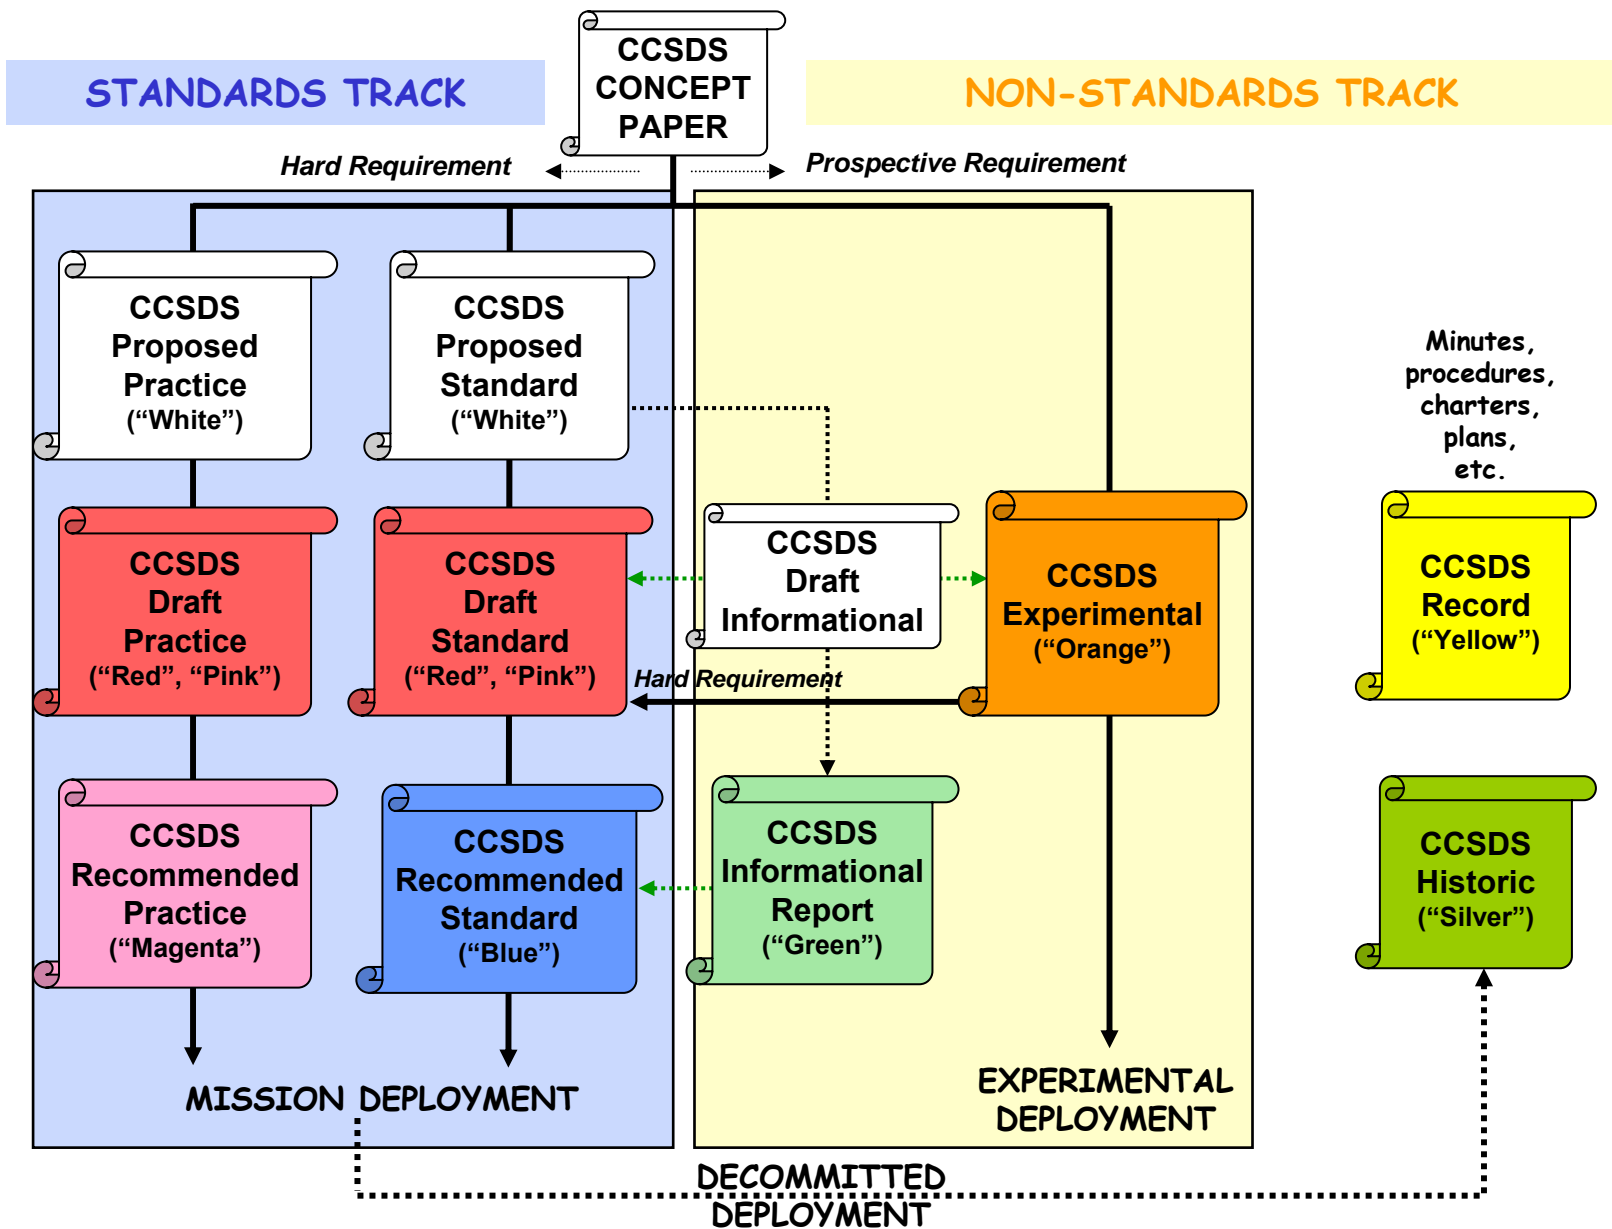 CCSDS
CONCEPT
PAPER
STANDARDS TRACK
NON-STANDARDS TRACK
Hard Requirement
Prospective Requirement
CCSDS
Proposed
Practice
(“White”)
CCSDS
Proposed
Standard
(“White”)
Minutes,
procedures,
charters,
plans,
etc.
CCSDS
Draft
Practice
(“Red”, “Pink”)
CCSDS
Draft
Standard
(“Red”, “Pink”)
CCSDS
Draft
Informational
CCSDS
Experimental
(“Orange”)
CCSDS
Record
(“Yellow”)
Hard Requirement
CCSDS
Recommended
Practice
(“Magenta”)
CCSDS
Recommended
Standard
(“Blue”)
CCSDS
Informational
Report
(“Green”)
CCSDS
Historic
(“Silver”)
MISSION DEPLOYMENT
EXPERIMENTAL
DEPLOYMENT
DECOMMITTED
DEPLOYMENT